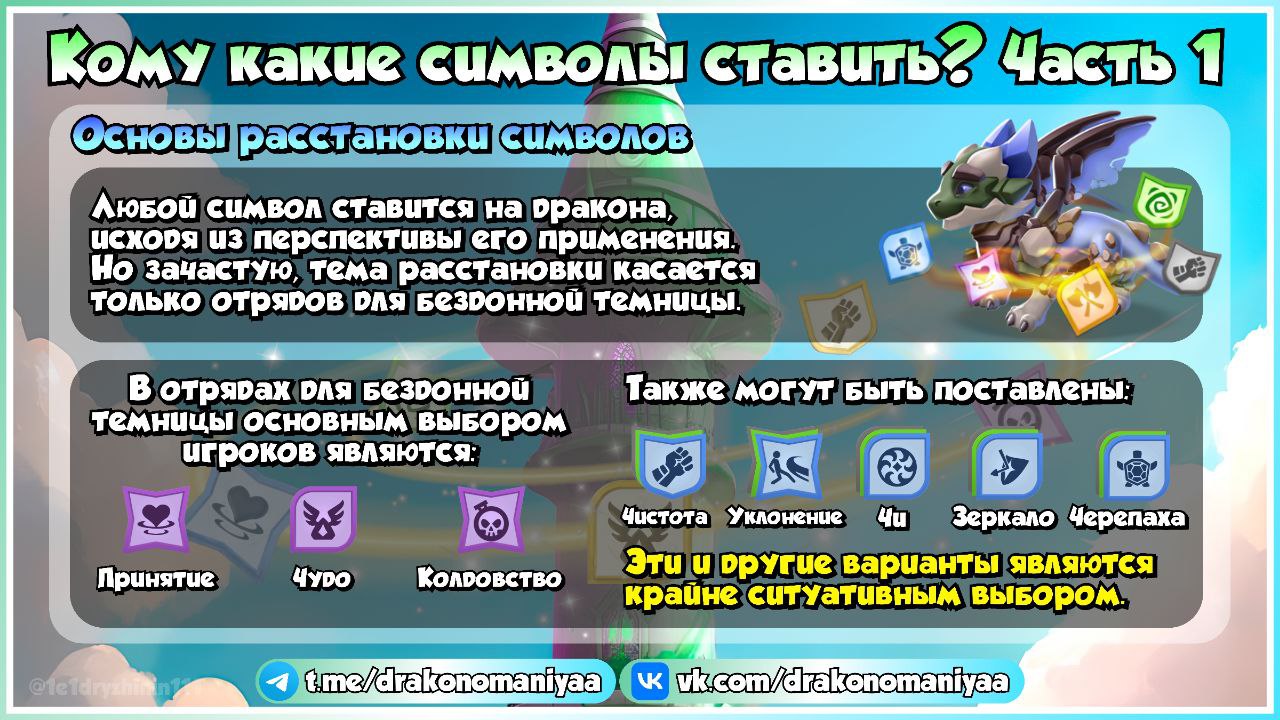 Кому какие символы ставить? Часть 1
Основы расстановки символов
Любой символ ставится на дракона,
исходя из перспективы его применения.
Но зачастую, тема расстановки касается
только отрядов для бездонной темницы.
В отрядах для бездонной
темницы основным выбором
игроков являются:
Принятие Чудо Колдовство
Также могут быть поставлены:
Чистота Уклонение Чи Зеркало Черепаха
Эти и другие варианты являются
крайне ситуативным выбором.
t.me/drakonomaniyaa vk.com/drakonomaniyaa